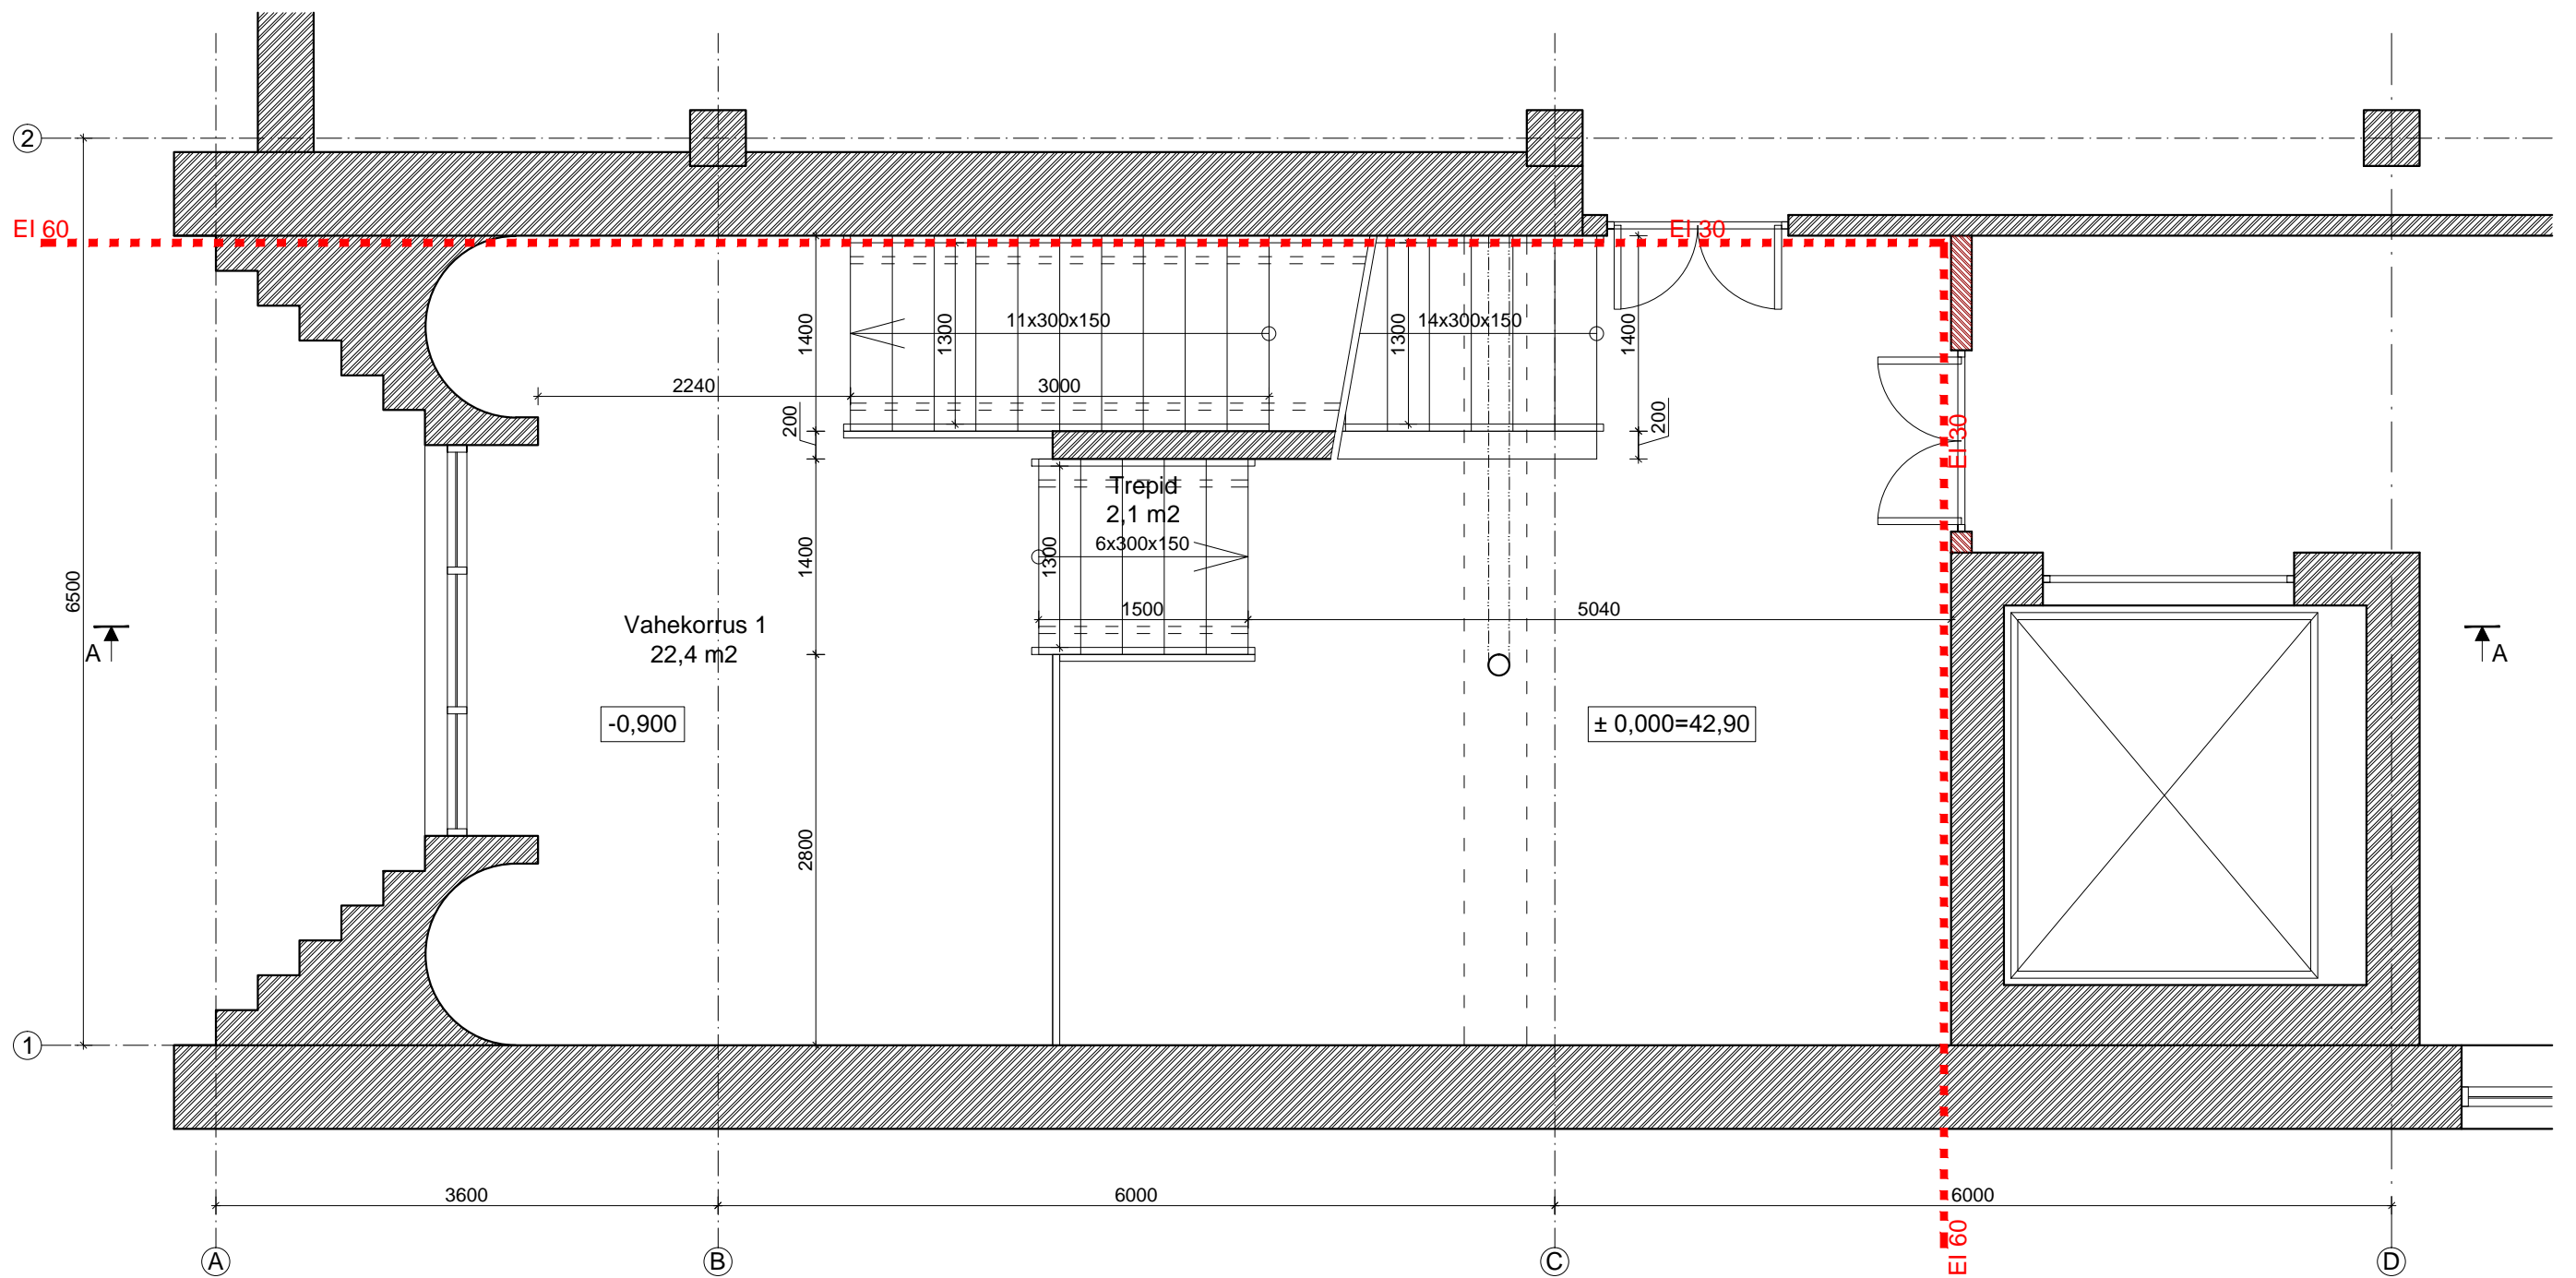 2
EI 60
EI 30
1400
1300
11x300x150
1300
14x300x150
1400
2240
3000
200
200
EI 30
Trepid
2,1 m2
6x300x150
1400
1300
6500
1500
5040
Vahekorrus 1
22,4 m2
A
A
-0,900
± 0,000=42,90
2800
1
3600
6000
6000
EI 60
A
B
C
D